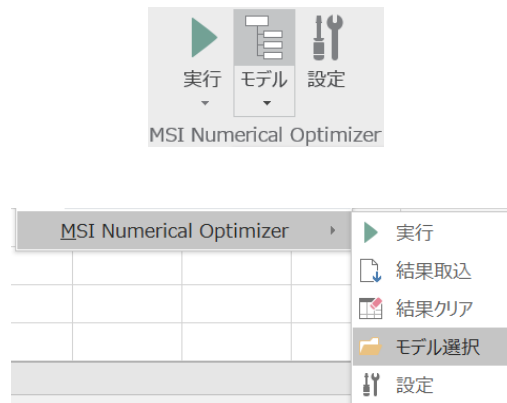 実行 モデル 設定
MSI Numerical Optimizer
MSI Numerical Optimizer
実行
結果取込
結果クリア
モデル選択
設定